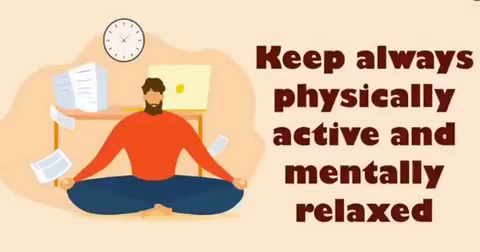 Keep always
physically
active and
mentally
relaxed